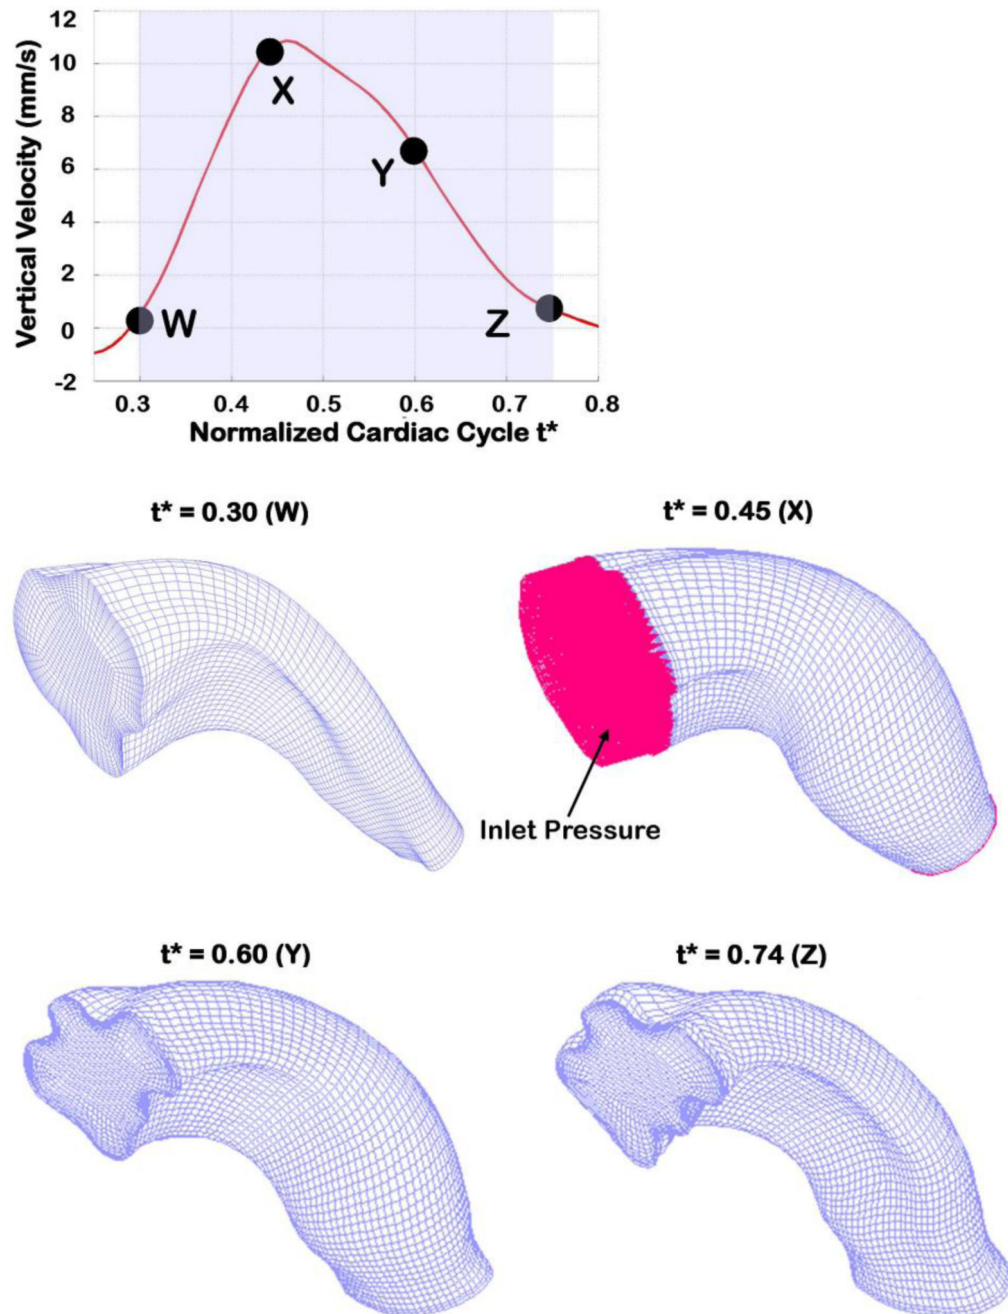 12
10
8
6
4
2
0
-2
Vertical Velocity (mm/s)
W
X
Y
Z
0.3 0.4 0.5 0.6 0.7 0.8
Normalized Cardiac Cycle t*
t* = 0.30 (W)
t* = 0.45 (X)
Inlet Pressure
t* = 0.60 (Y)
t* = 0.74 (Z)